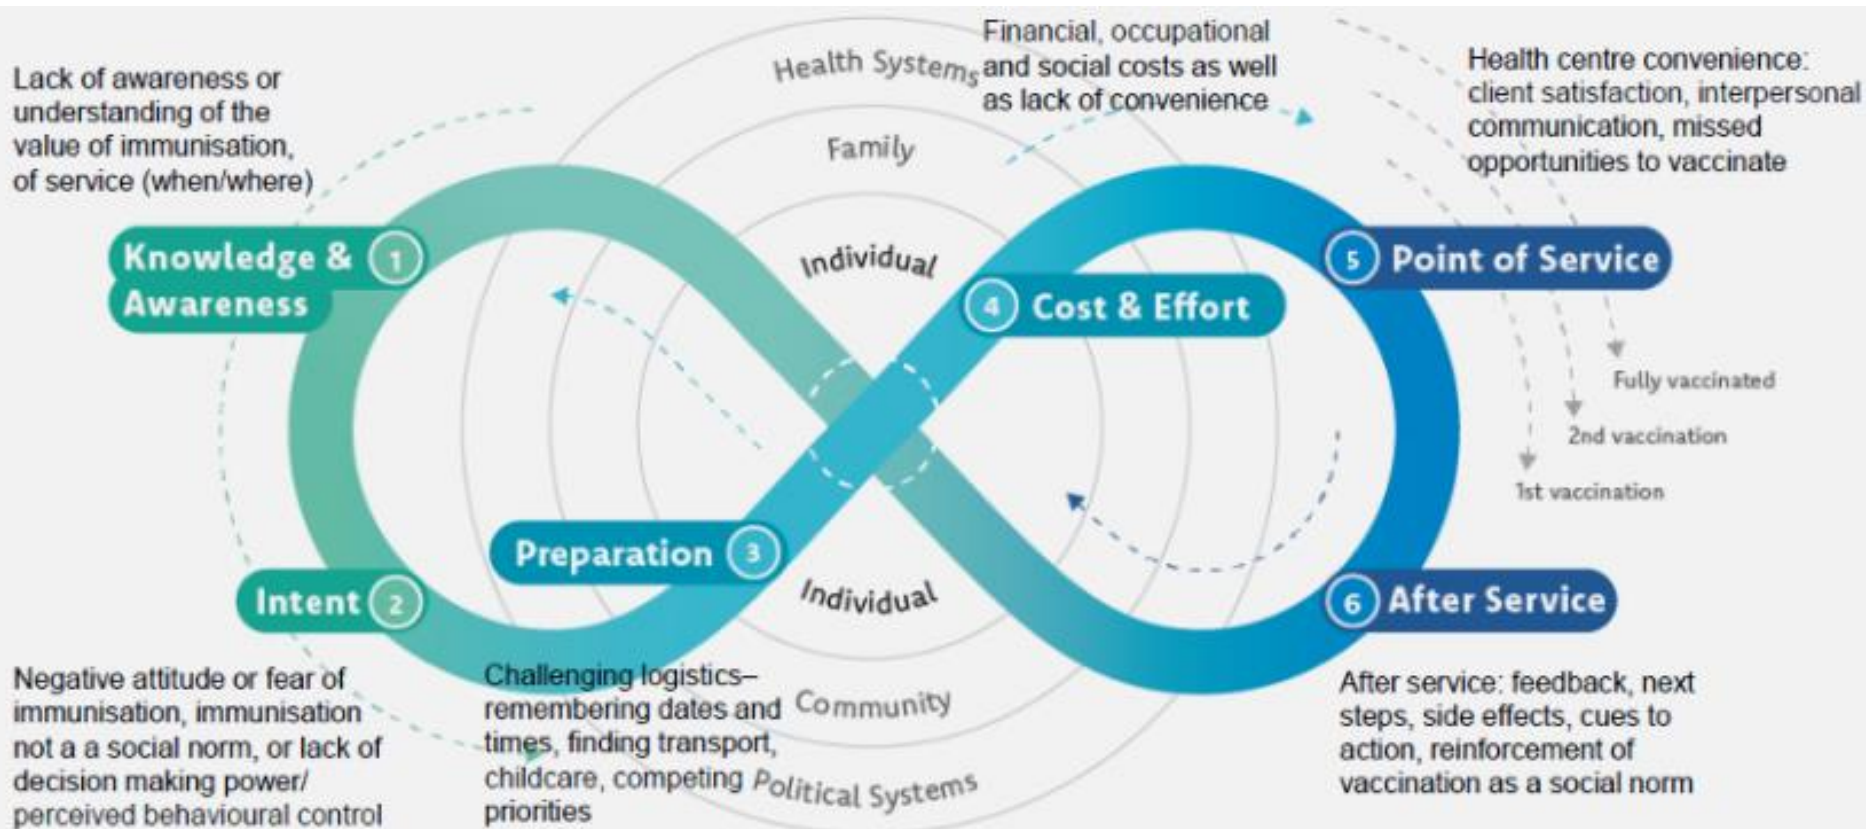 Lack of awareness or
understanding of the
value of immunisation,
of service (when/where)
Health Systems
Financial, occupational
and social costs as well
as lack of convenience
Health centre convenience:
client satisfaction, interpersonal
communication, missed
opportunities to vaccinate
Family
Individual
Knowledge & 1
Awareness
4 Cost & Effort
5 Point of Service
Fully vaccinated
2nd vaccination
1st vaccination
Preparation 3
Intent 2
Individual
6 After Service
Negative attitude or fear of
immunisation, immunisation
not a a social norm, or lack of
decision making power/
perceived behavioural control
Challenging logistics–
remembering dates and
times, finding transport,
childcare, competing
priorities
Community
Political Systems
After service: feedback, next
steps, side effects, cues to
action, reinforcement of
vaccination as a social norm